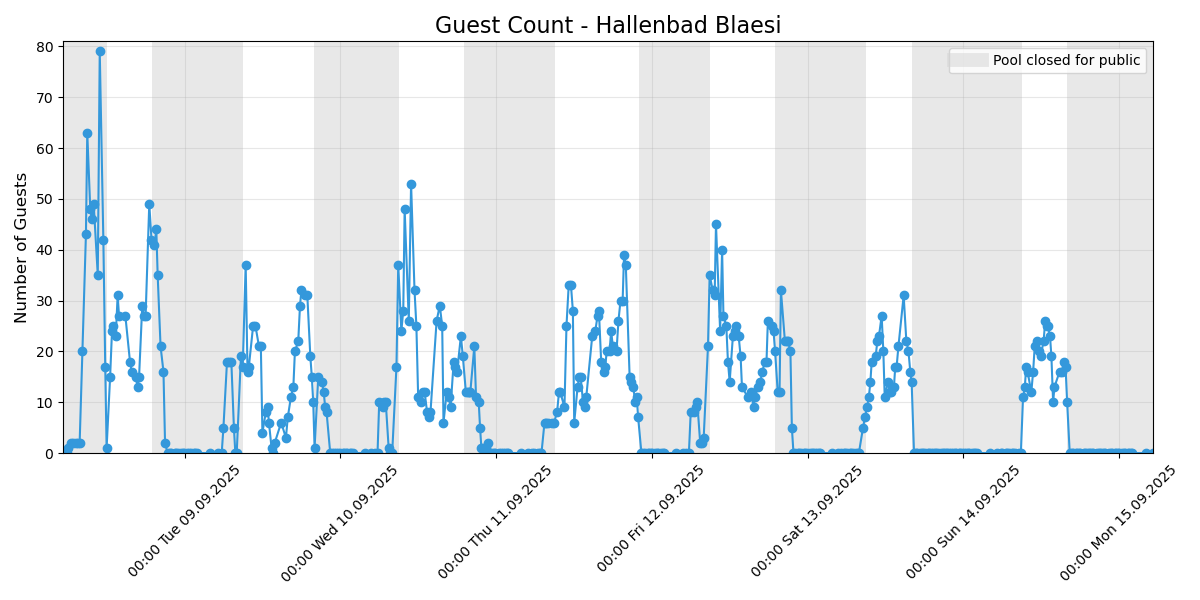 Guest Count - Hallenbad Blaesi
Pool closed for public
Number of Guests
80
70
60
50
40
30
20
10
0
00:00 Tue 09.09.2025
00:00 Wed 10.09.2025
00:00 Thu 11.09.2025
00:00 Fri 12.09.2025
00:00 Sat 13.09.2025
00:00 Sun 14.09.2025
00:00 Mon 15.09.2025